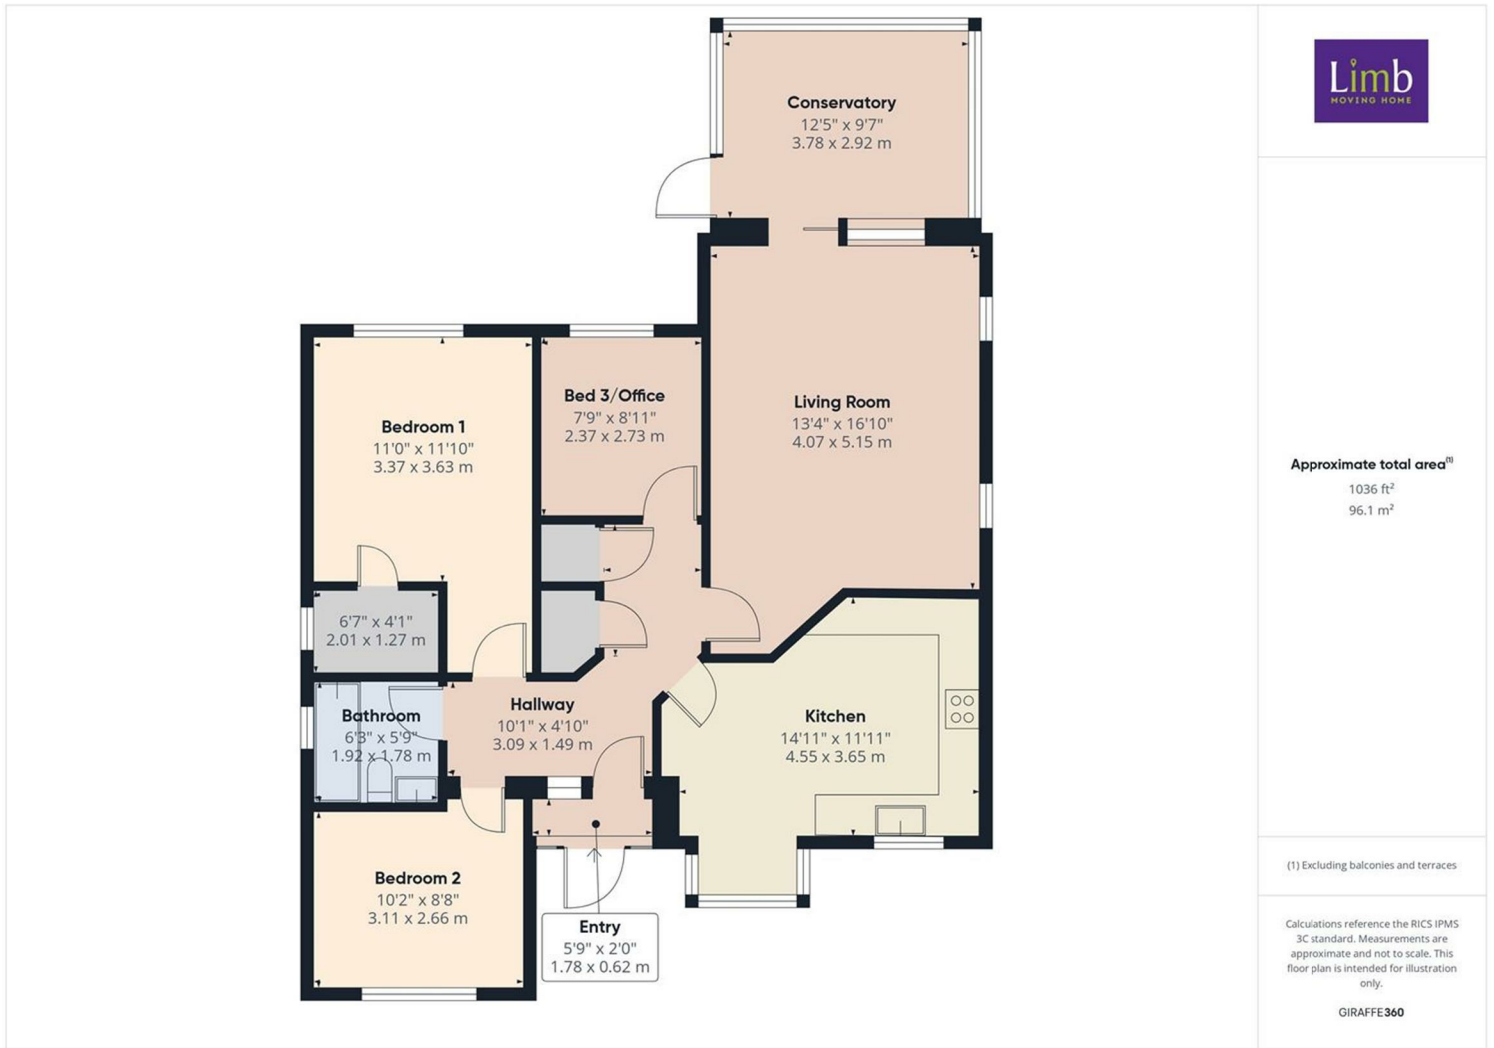 Conservatory
12'5" x 9'7"
3.78 x 2.92 m
Living Room
13'4" x 16'10"
4.07 x 5.15 m
Bed 3/Office
7'9" x 8'11"
2.37 x 2.73 m
Bedroom 1
11'0" x 11'10"
3.37 x 3.63 m
6'7" x 4'1"
2.01 x 1.27 m
Bathroom
6'3" x 5'9"
1.92 x 1.78 m
Hallway
10'1" x 4'10"
3.09 x 1.49 m
Kitchen
14'11" x 11'11"
4.55 x 3.65 m
Bedroom 2
10'2" x 8'8"
3.11 x 2.66 m
Entry
5'9" x 2'0"
1.78 x 0.62 m
Limb
MOVING HOME
Approximate total area(1)
1036 ft²
96.1 m²
(1) Excluding balconies and terraces
Calculations reference the RICS IPMS
3C standard. Measurements are
approximate and not to scale. This
floor plan is intended for illustration
only.
GIRAFFE360